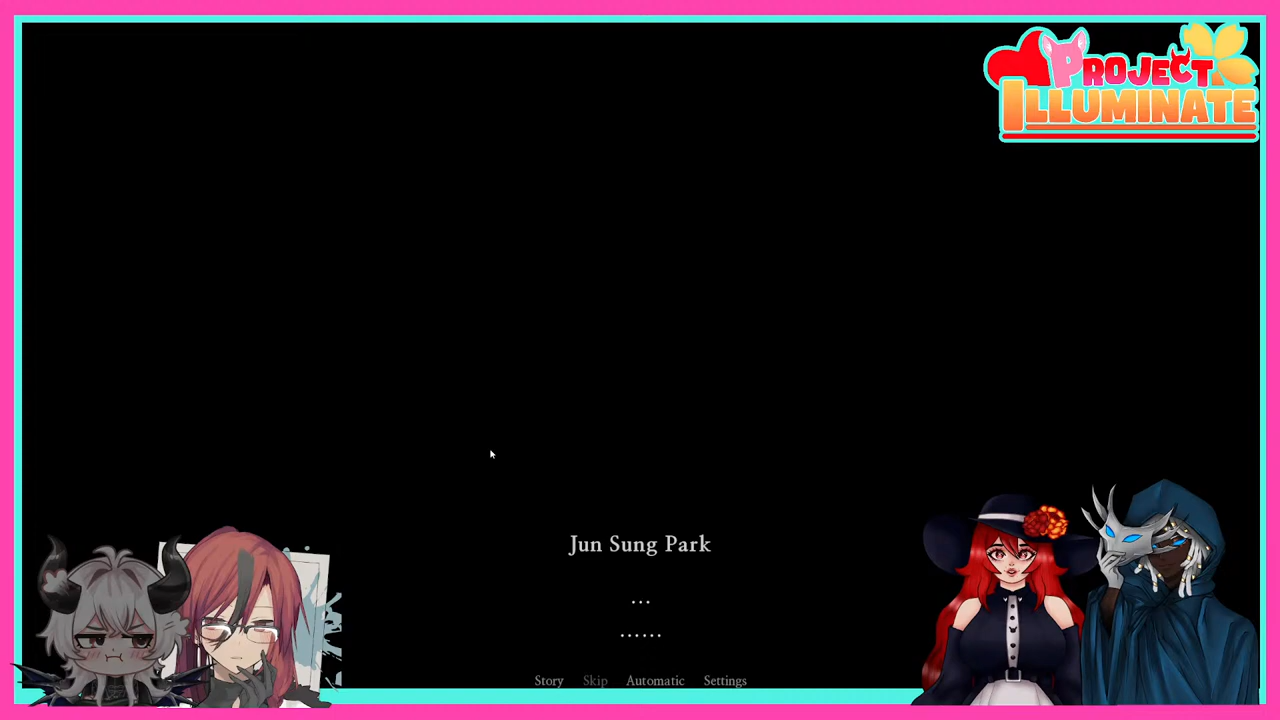 PROJECT
ILLUMINATE
Jun Sung Park
...
......
Story Skip Automatic Settings